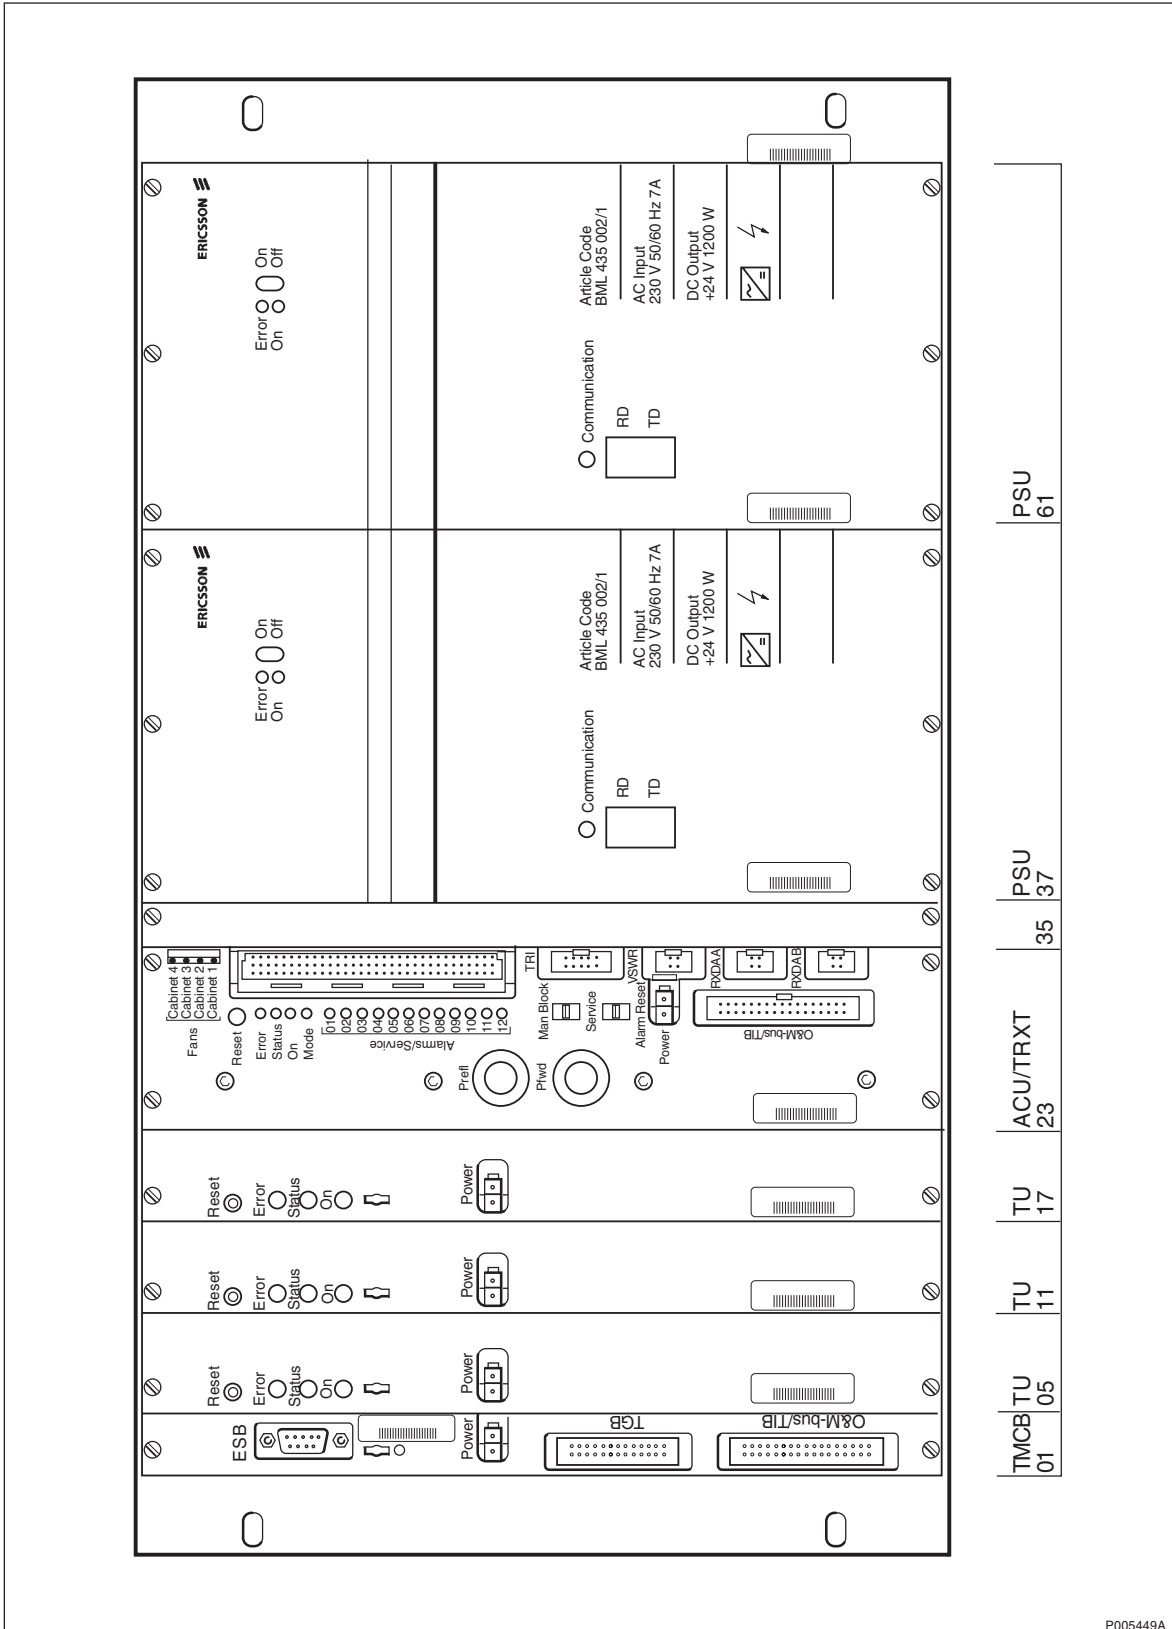 ERICSSON
Error
On
On
Off
Article Code
BML 435 002/1
AC Input
230 V 50/60 Hz 7A
DC Output
+24 V 1200 W
Communication
RD
TD
PSU
61
ERICSSON
Error
On
On
Off
Article Code
BML 435 002/1
AC Input
230 V 50/60 Hz 7A
DC Output
+24 V 1200 W
Communication
RD
TD
PSU
37
35
Cabinet 4
Cabinet 3
Cabinet 2
Cabinet 1
Fans
Reset
Error
Status
On
Mode
01
02
03
04
05
06
07
08
09
10
11
12
Alarms/Service
TRI
VSWR
RXDA A
RXDA B
Man Block
Service
Alarm Reset
Power
O&M-bus/TIB
Prefl
Pfwd
ACU/TRXT
23
Reset
Error
Status
On
Power
TU
17
Reset
Error
Status
On
Power
TU
11
Reset
Error
Status
On
Power
TU
05
ESB
Power
TGB
O&M-bus/TIB
TMCB
01
P005449A